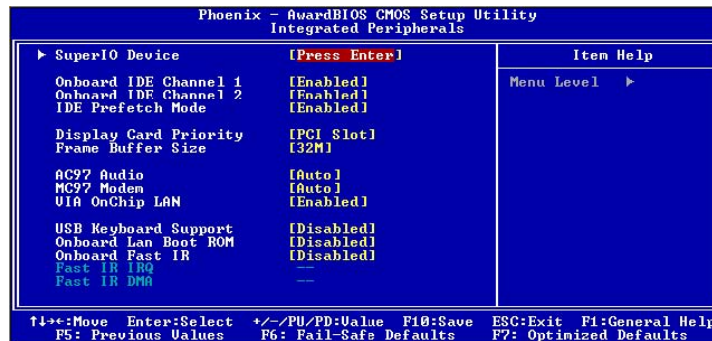 Phoenix - AwardBIOS CMOS Setup Utility
Integrated Peripherals
► SuperIO Device [Press Enter] Item Help
Onboard IDE Channel 1 [Enabled] Menu Level ►
Onboard IDE Channel 2 [Enabled]
IDE Prefetch Mode [Enabled]
Display Card Priority [PCI Slot]
Frame Buffer Size [32M]
AC97 Audio [Auto]
MC97 Modem [Auto]
VIA OnChip LAN [Enabled]
USB Keyboard Support [Disabled]
Onboard Lan Boot ROM [Disabled]
Onboard Fast IR [Disabled]
Fast IR IRQ --
Fast IR DMA --
↑↓→←:Move Enter:Select +/-/PU/PD:Value F10:Save ESC:Exit F1:General Help
F5: Previous Values F6: Fail-Safe Defaults F7: Optimized Defaults